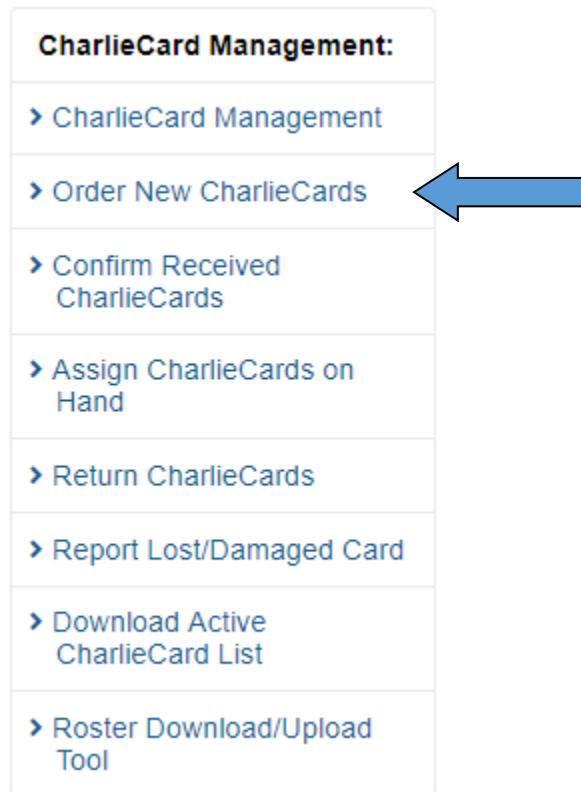 CharlieCard Management:
CharlieCard Management
Order New CharlieCards
Confirm Received
CharlieCards
Assign CharlieCards on
Hand
Return CharlieCards
Report Lost/Damaged Card
Download Active
CharlieCard List
Roster Download/Upload
Tool